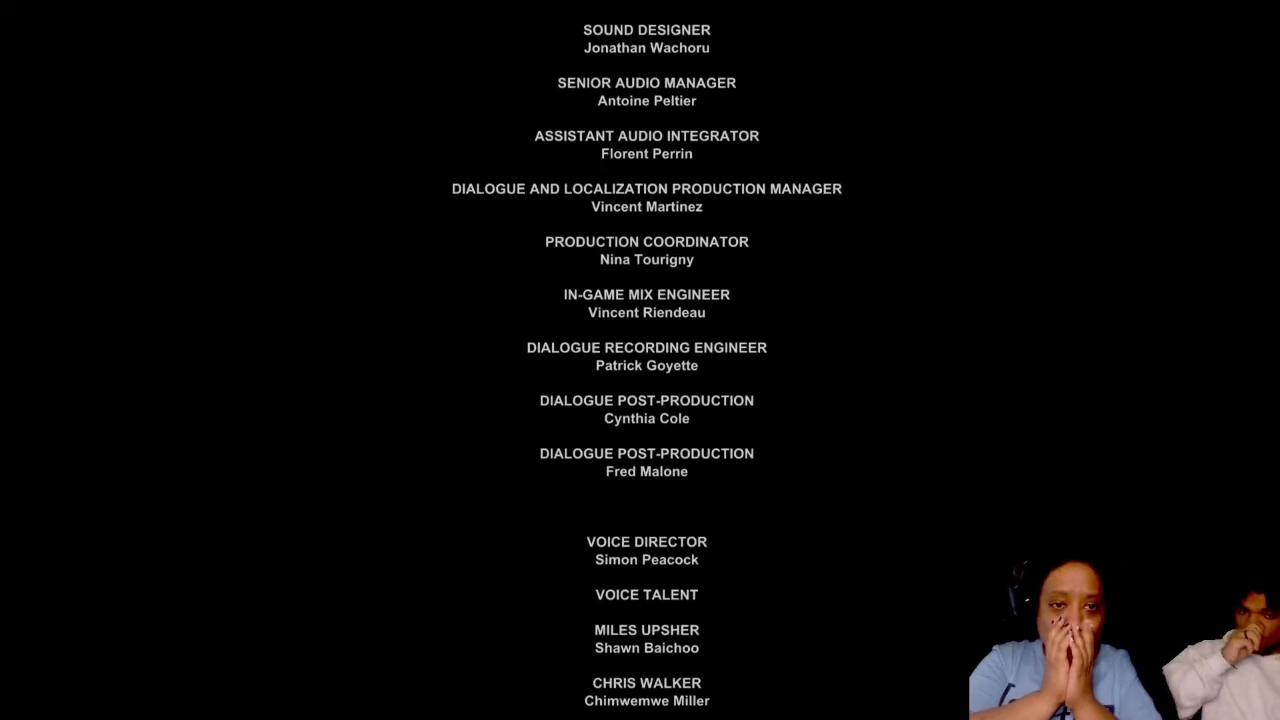 SOUND DESIGNER
Jonathan Wachoru
SENIOR AUDIO MANAGER
Antoine Peltier
ASSISTANT AUDIO INTEGRATOR
Florent Perrin
DIALOGUE AND LOCALIZATION PRODUCTION MANAGER
Vincent Martinez
PRODUCTION COORDINATOR
Nina Tourigny
IN-GAME MIX ENGINEER
Vincent Riendeau
DIALOGUE RECORDING ENGINEER
Patrick Goyette
DIALOGUE POST-PRODUCTION
Cynthia Cole
DIALOGUE POST-PRODUCTION
Fred Malone
VOICE DIRECTOR
Simon Peacock
VOICE TALENT
MILES UPSHER
Shawn Baichoo
CHRIS WALKER
Chimwemwe Miller